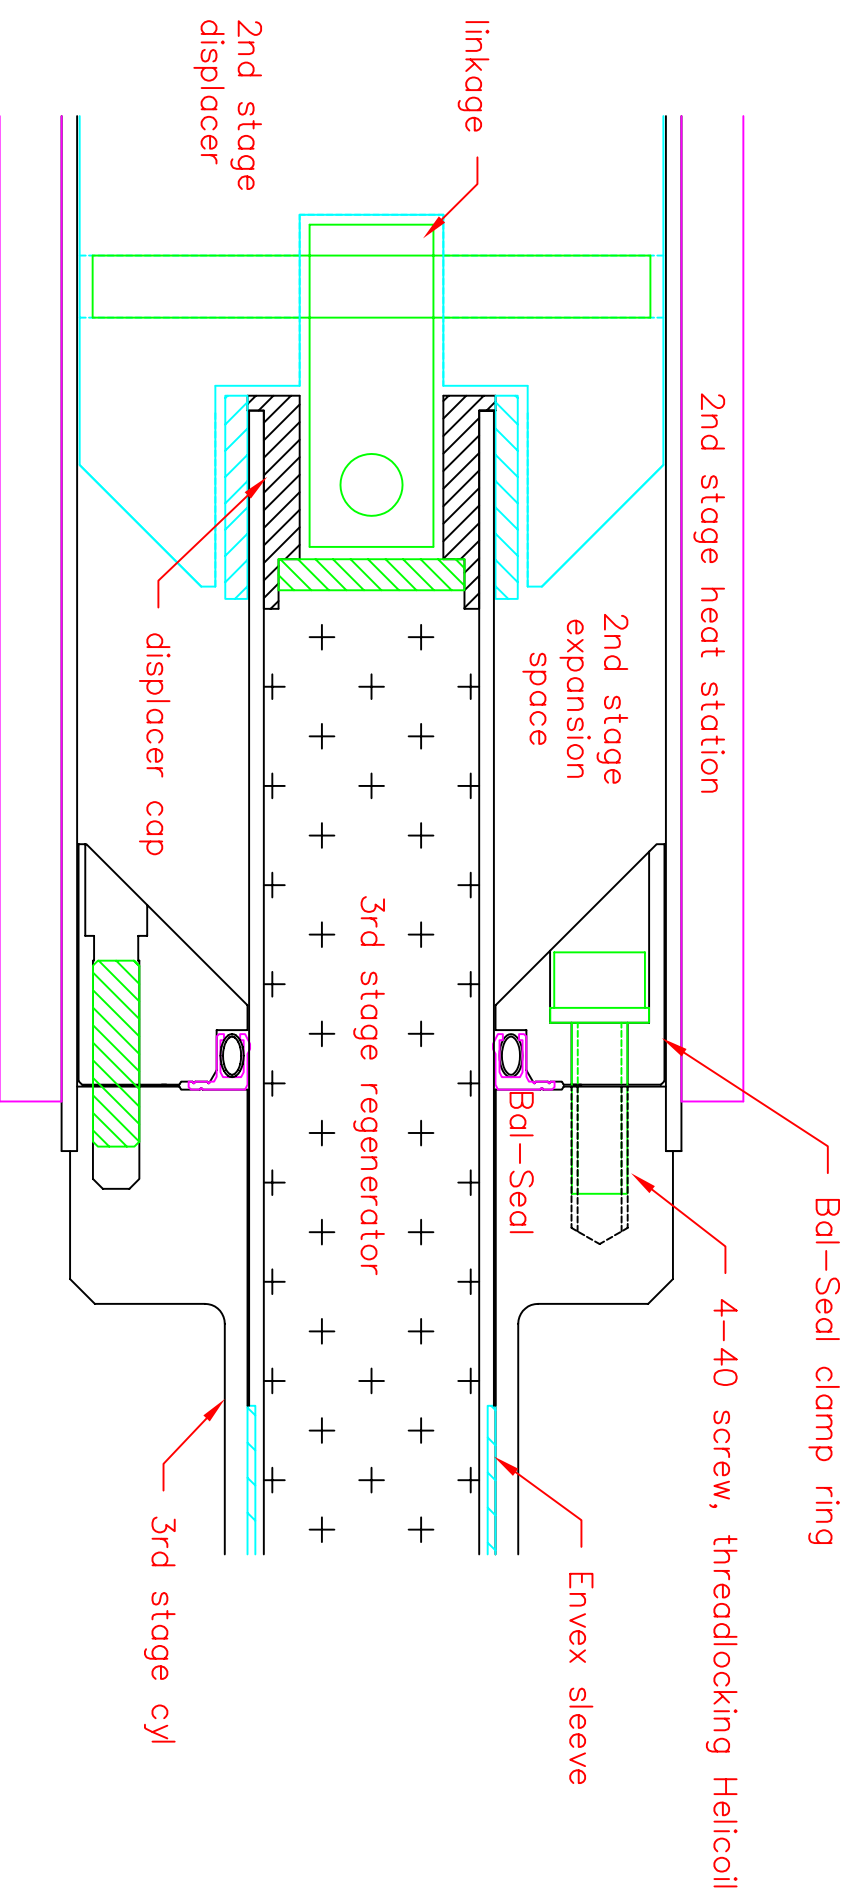 linkage
2nd stage
displacer
2nd stage heat station
2nd stage
expansion
space
displacer cap
3rd stage regenerator
Bal-Seal
Bal-Seal clamp ring
4-40 screw, threadlocking Helicoil
Envex sleeve
3rd stage cyl